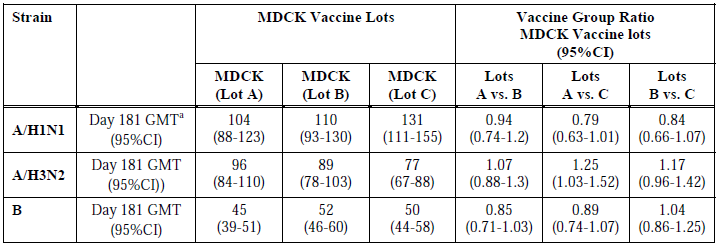 Strain MDCK Vaccine Lots Vaccine Group Ratio
MDCK Vaccine lots
(95%CI)
MDCK MDCK MDCK Lots Lots Lots
(Lot A) (Lot B) (Lot C) A vs. B A vs. C B vs. C
A/H1N1 Day 181 GMTa 104 110 131 0.94 0.79 0.84
(95%CI) (88-123) (93-130) (111-155) (0.74-1.2) (0.63-1.01) (0.66-1.07)
A/H3N2 Day 181 GMT 96 89 77 1.07 1.25 1.17
(95%CI)) (84-110) (78-103) (67-88) (0.88-1.3) (1.03-1.52) (0.96-1.42)
B Day 181 GMT 45 52 50 0.85 0.89 1.04
(95%CI) (39-51) (46-60) (44-58) (0.71-1.03) (0.74-1.07) (0.86-1.25)